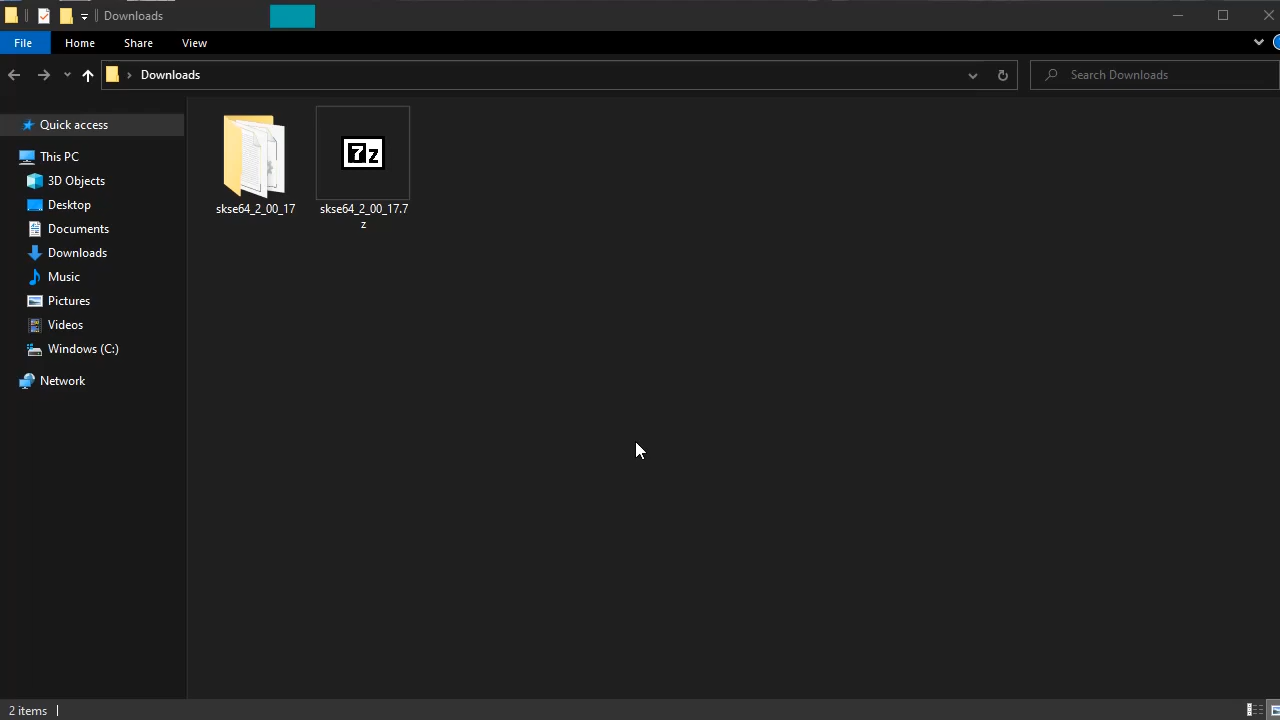 Downloads
File Home Share View
Downloads
Search Downloads
Quick access
This PC
3D Objects
Desktop
Documents
Downloads
Music
Pictures
Videos
Windows (C:)
Network
7z
skse64_2_00_17
skse64_2_00_17.7
z
2 items